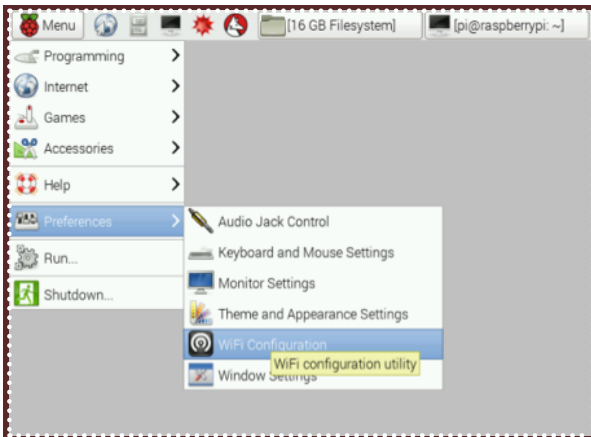 Menu
[16 GB Filesystem]
[pi@raspberrypi: ~]
Programming
Internet
Games
Accessories
Help
Preferences
Run...
Shutdown...
Audio Jack Control
Keyboard and Mouse Settings
Monitor Settings
Theme and Appearance Settings
WiFi Configuration
WiFi configuration utility
Window Settings